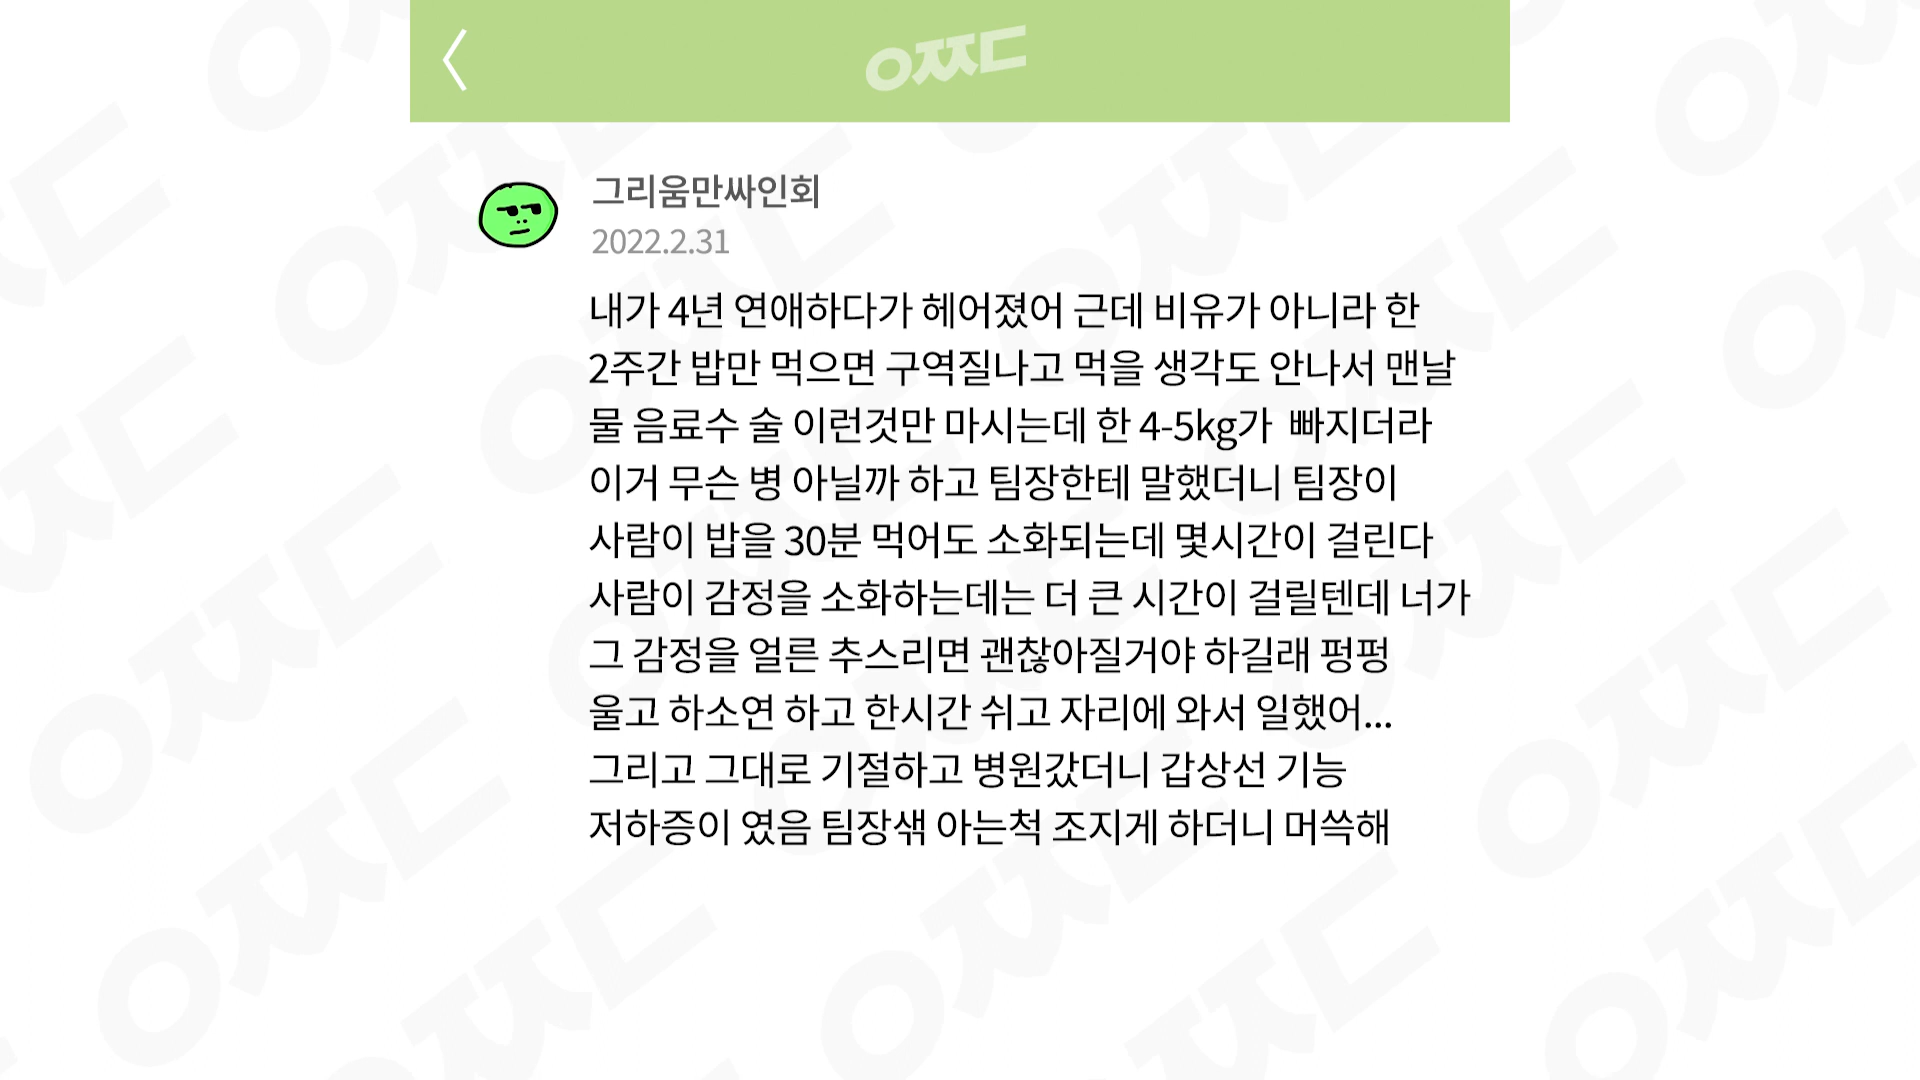 ㅇㅉㄷ
그리움만싸인회
2022.2.31
내가 4년 연애하다가 헤어졌어 근데 비유가 아니라 한
2주간 밥만 먹으면 구역질나고 먹을 생각도 안나서 맨날
물 음료수 술 이런것만 마시는데 한 4-5kg가 빠지더라
이거 무슨 병 아닐까 하고 팀장한테 말했더니 팀장이
사람이 밥을 30분 먹어도 소화되는데 몇시간이 걸린다
사람이 감정을 소화하는데는 더 큰 시간이 걸릴텐데 너가
그 감정을 얼른 추스리면 괜찮아질거야 하길래 펑펑
울고 하소연 하고 한시간 쉬고 자리에 와서 일했어...
그리고 그대로 기절하고 병원갔더니 갑상선 기능
저하증이 였음 팀장섂 아는척 조지게 하더니 머쓱해